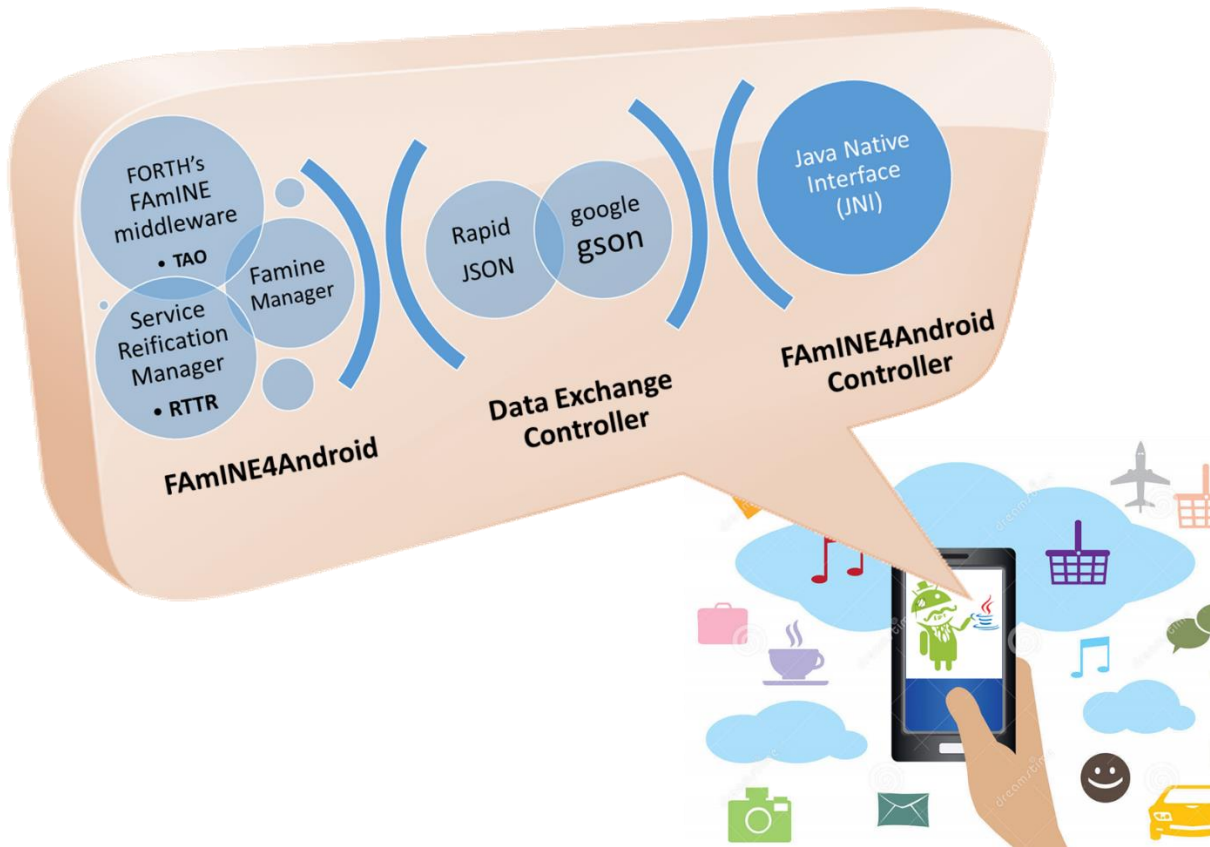 FORTH's
FAmINE
middleware
• TAO
Famine
Manager
Service
Reification
Manager
• RTTR
FAmINE4Android
Rapid
JSON
google
gson
Data Exchange
Controller
Java Native
Interface
(JNI)
FAmINE4Android
Controller
dreamstime